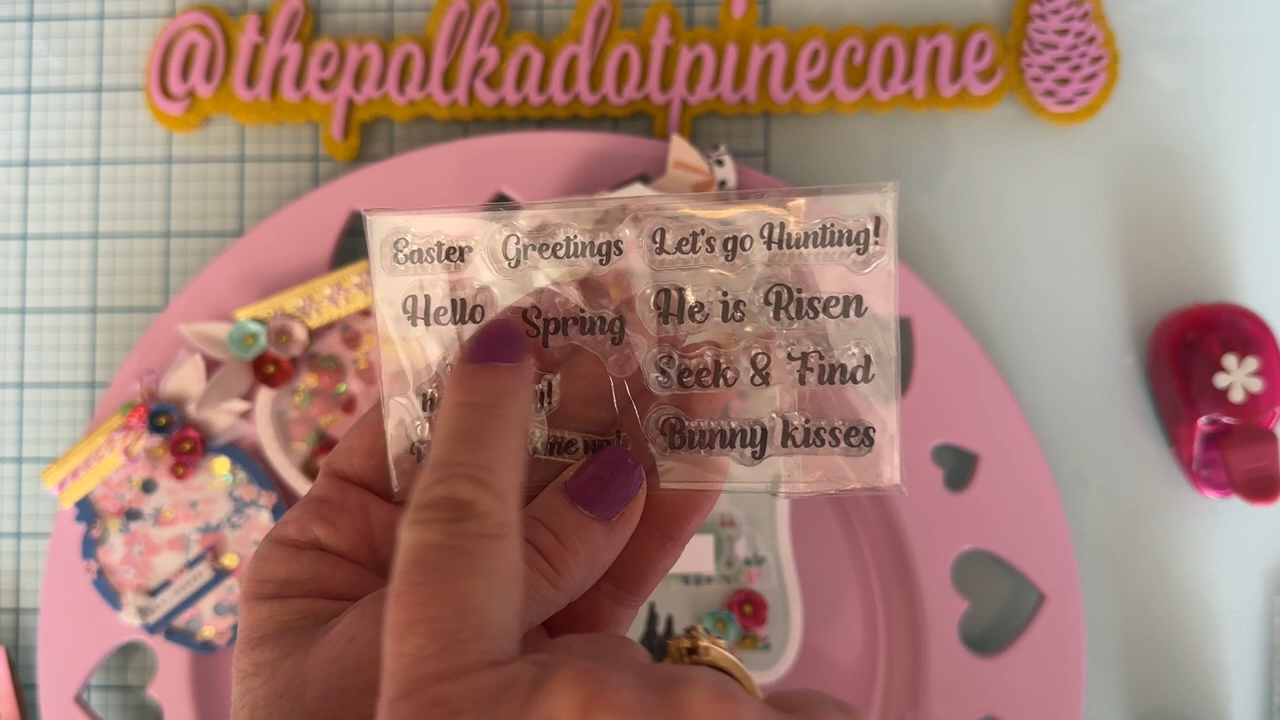 @thepolkadotpinecone
Easter Greetings Let's go Hunting!
Hello Spring He is Risen
Seek & Find
Bunny kisses